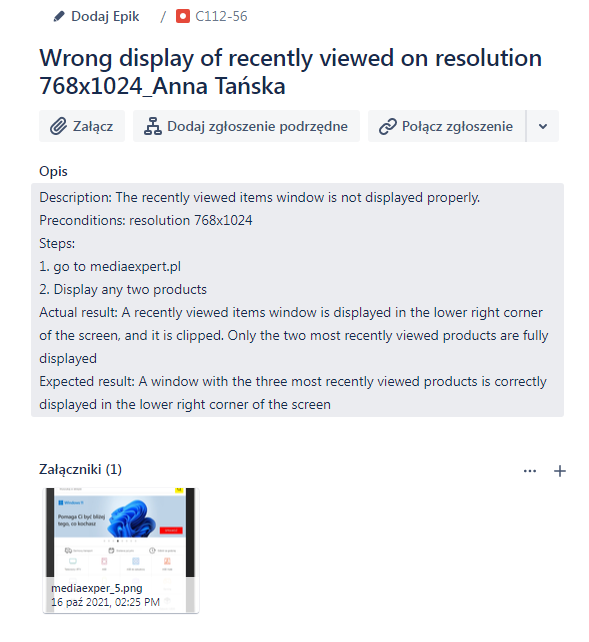 Dodaj Epik / C112-56
Wrong display of recently viewed on resolution
768x1024_Anna Tańska
Załącz
Dodaj zgłoszenie podrzędne
Połącz zgłoszenie
Opis
Description: The recently viewed items window is not displayed properly.
Preconditions: resolution 768x1024
Steps:
1. go to mediaexpert.pl
2. Display any two products
Actual result: A recently viewed items window is displayed in the lower right corner
of the screen, and it is clipped. Only the two most recently viewed products are fully
displayed
Expected result: A window with the three most recently viewed products is correctly
displayed in the lower right corner of the screen
Załączniki (1)
Windows 11
Pomaga Ci być bliżej
tego, co kochasz
mediaexper_5.png
16 paź 2021, 02:25 PM